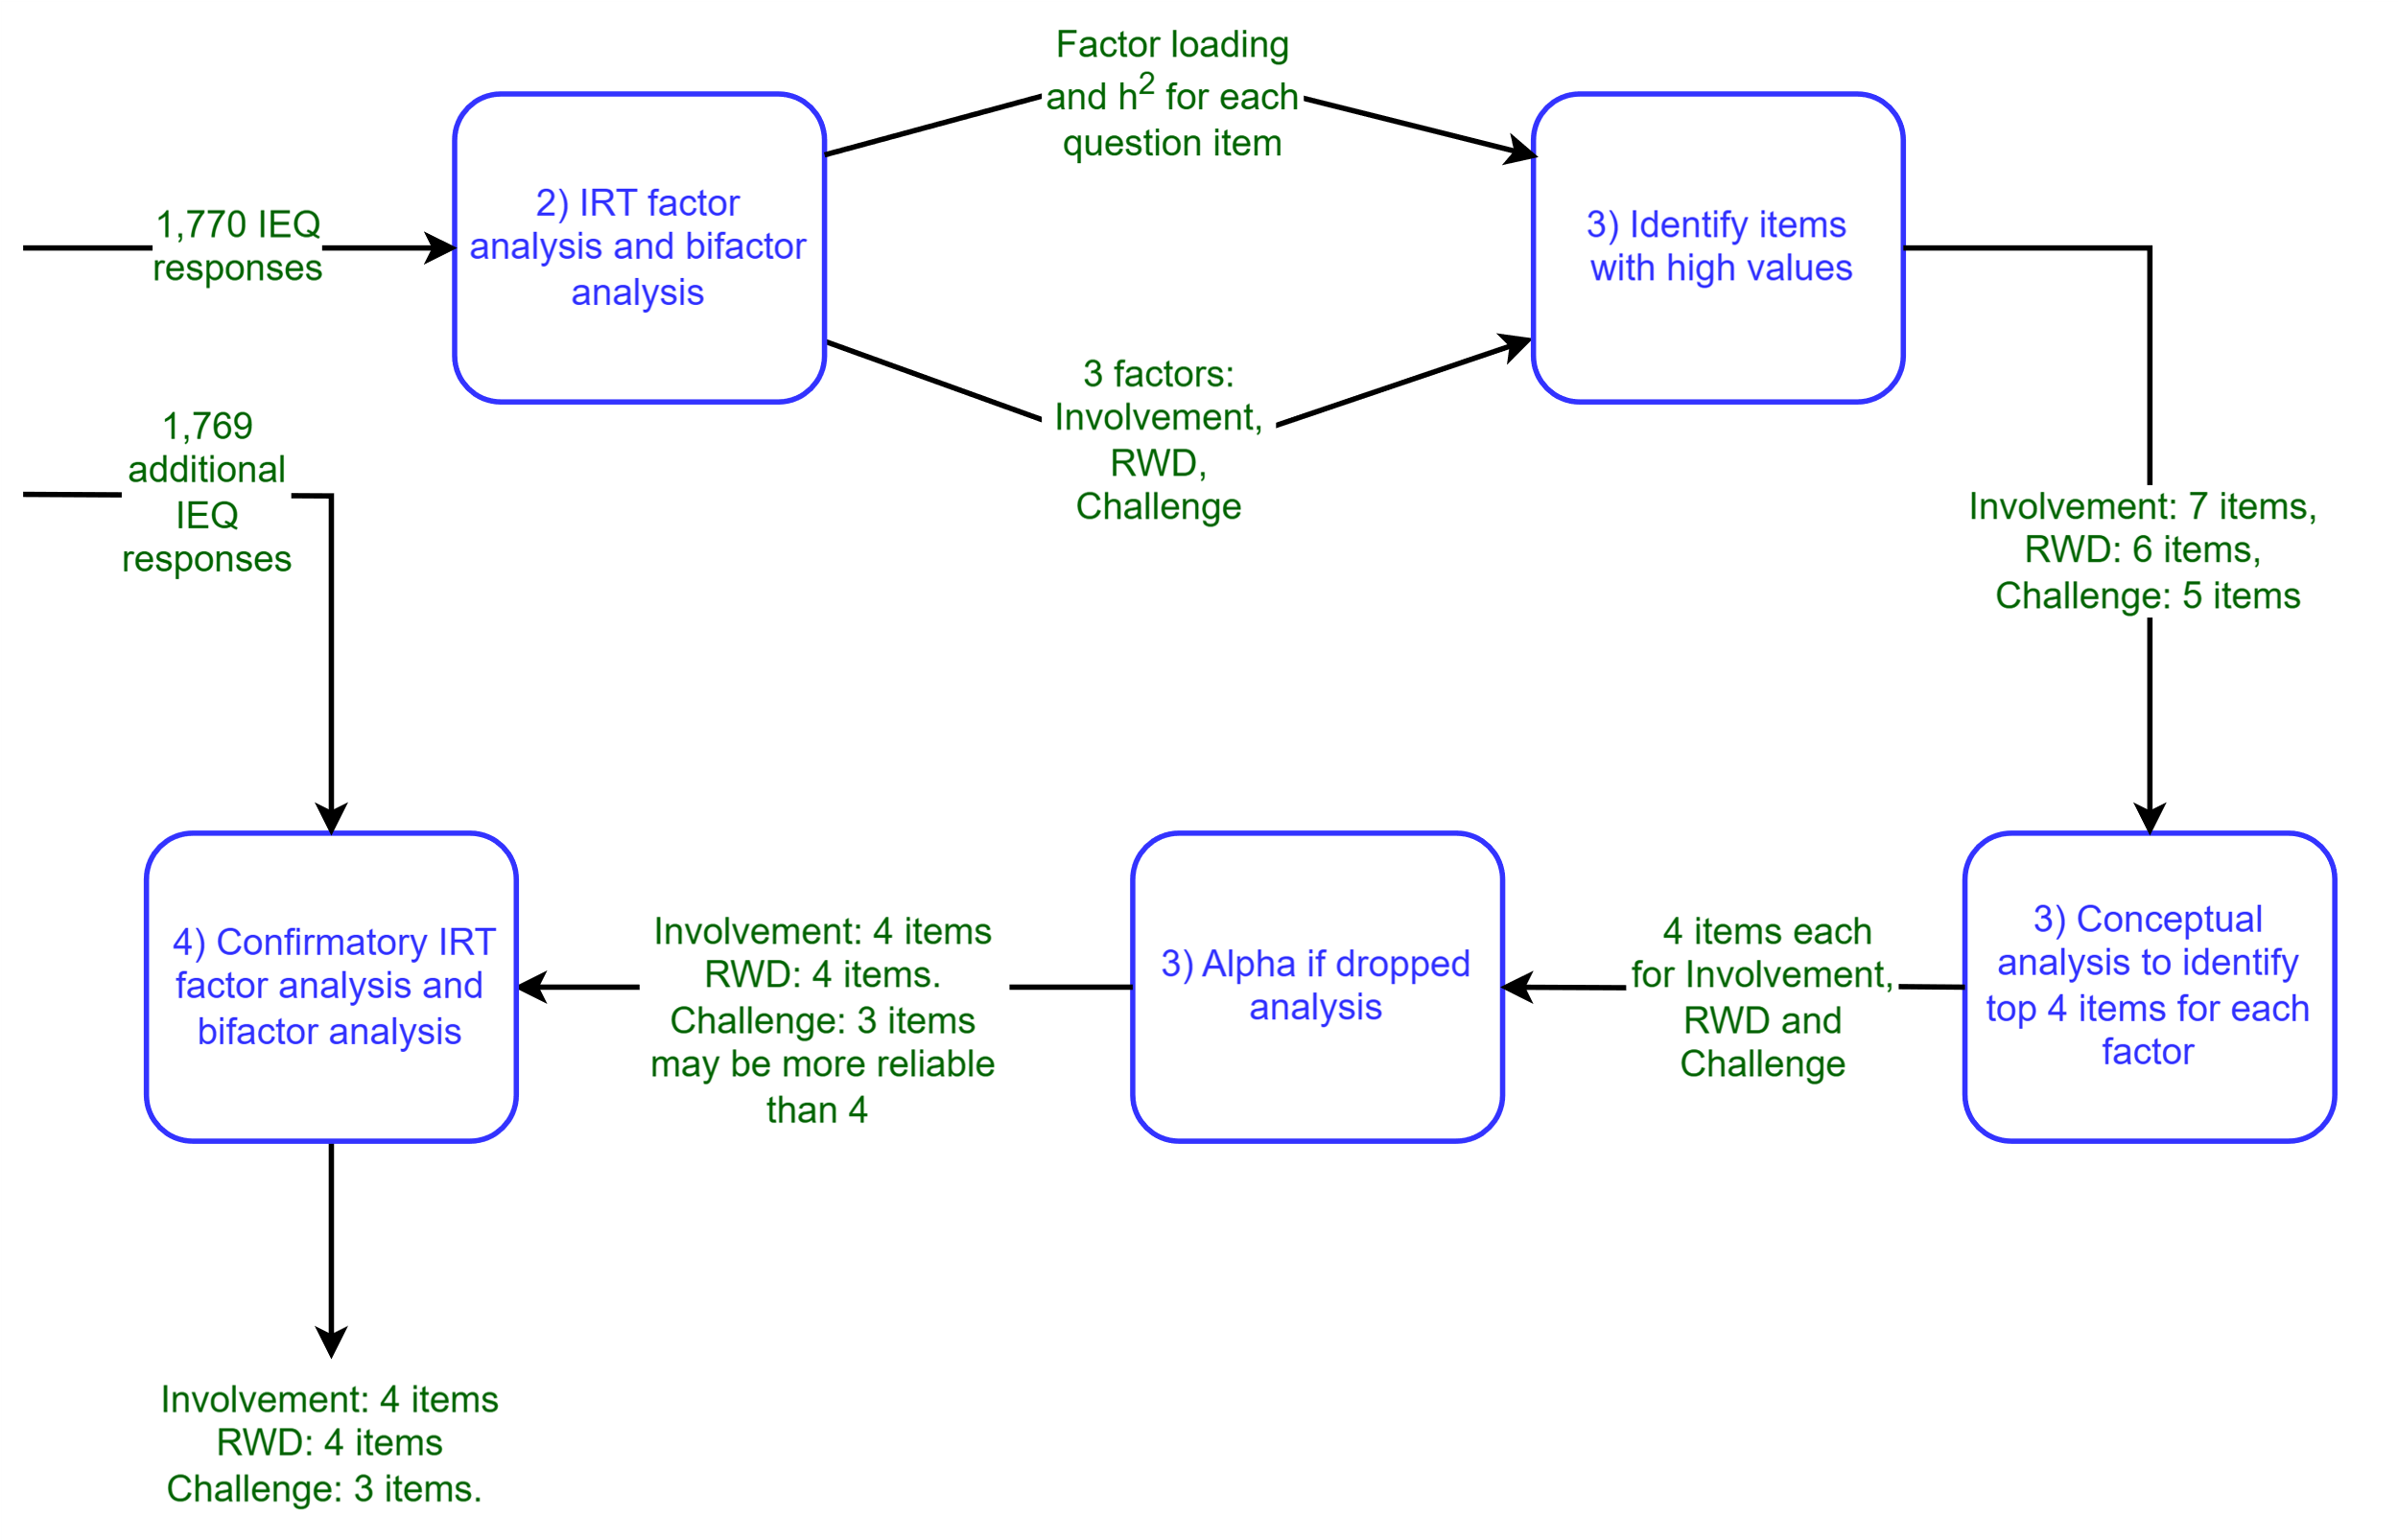 Factor loading
and h² for each
question item
1,770 IEQ
responses
2) IRT factor
analysis and bifactor
analysis
3) Identify items
with high values
3 factors:
Involvement,
RWD,
Challenge
1,769
additional
IEQ
responses
Involvement: 7 items,
RWD: 6 items,
Challenge: 5 items
4) Confirmatory IRT
factor analysis and
bifactor analysis
Involvement: 4 items
RWD: 4 items.
Challenge: 3 items
may be more reliable
than 4
3) Alpha if dropped
analysis
4 items each
for Involvement,
RWD and
Challenge
3) Conceptual
analysis to identify
top 4 items for each
factor
Involvement: 4 items
RWD: 4 items
Challenge: 3 items.